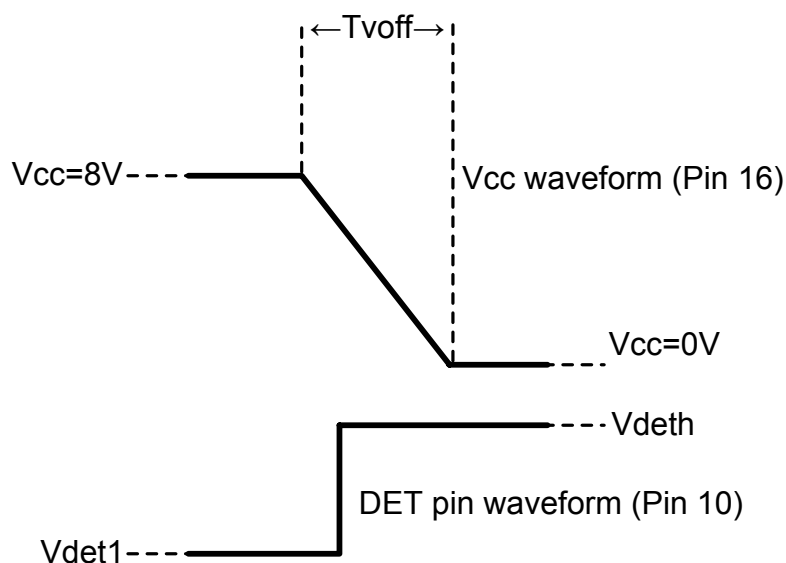 ←Tvoff→
Vcc=8V
Vcc waveform (Pin 16)
Vcc=0V
Vdeth
DET pin waveform (Pin 10)
Vdet1